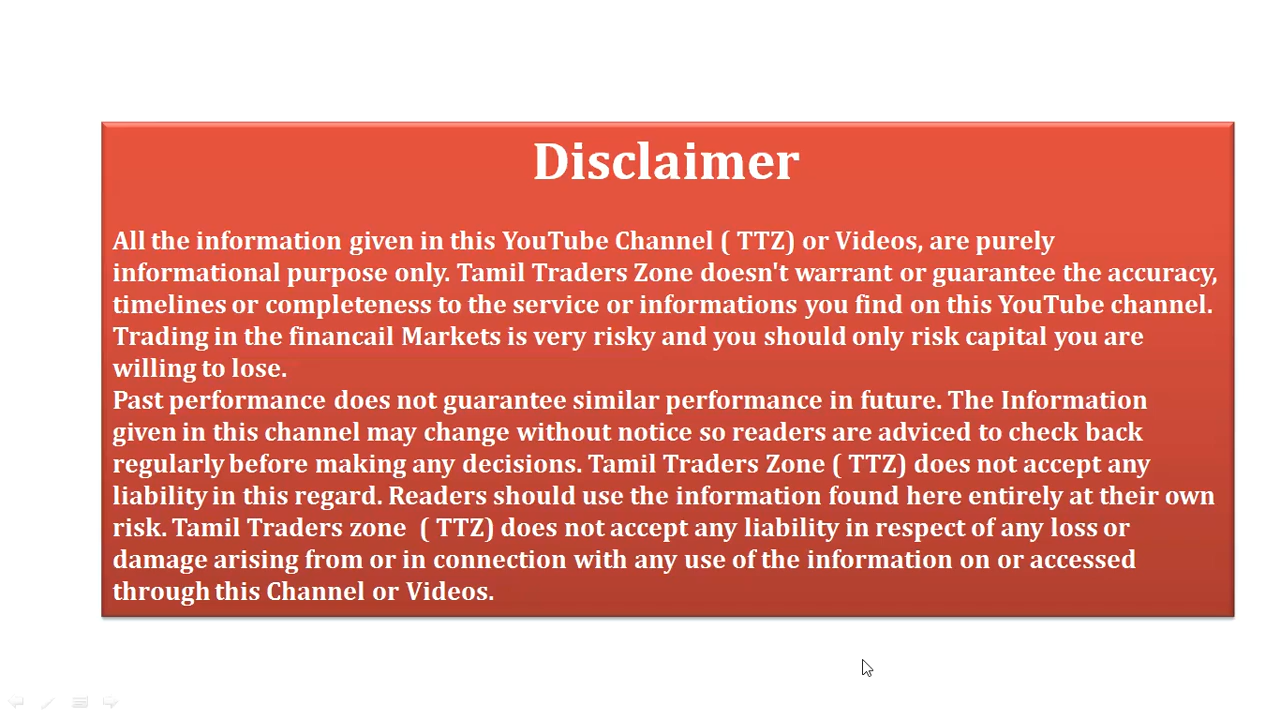 Disclaimer
All the information given in this YouTube Channel ( TTZ) or Videos, are purely
informational purpose only. Tamil Traders Zone doesn't warrant or guarantee the accuracy,
timelines or completeness to the service or informations you find on this YouTube channel.
Trading in the financail Markets is very risky and you should only risk capital you are
willing to lose.
Past performance does not guarantee similar performance in future. The Information
given in this channel may change without notice so readers are adviced to check back
regularly before making any decisions. Tamil Traders Zone ( TTZ) does not accept any
liability in this regard. Readers should use the information found here entirely at their own
risk. Tamil Traders zone  ( TTZ) does not accept any liability in respect of any loss or
damage arising from or in connection with any use of the information on or accessed
through this Channel or Videos.